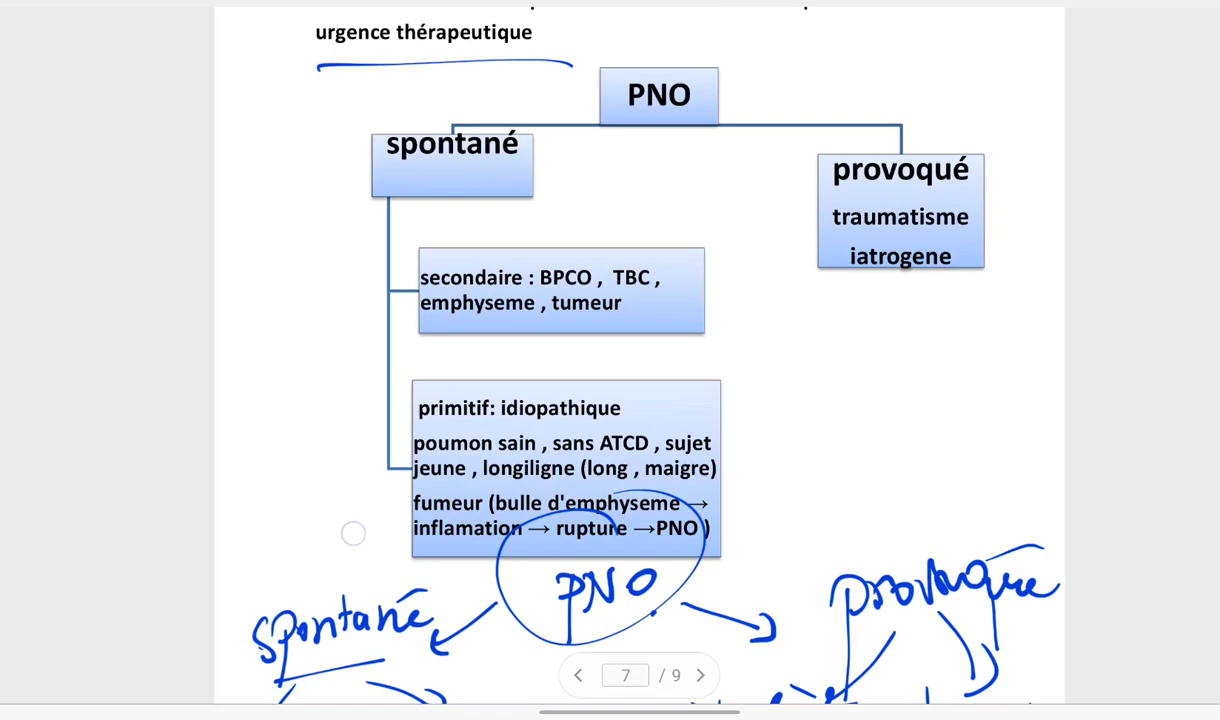 urgence thérapeutique
PNO
spontané
provoqué
traumatisme
iatrogene
secondaire : BPCO , TBC ,
emphyseme , tumeur
primitif: idiopathique
poumon sain , sans ATCD , sujet
jeune , longiligne (long , maigre)
fumeur (bulle d'emphyseme →
inflamation → rupture →PNO )
PNO
spontané
provoqué
7 / 9